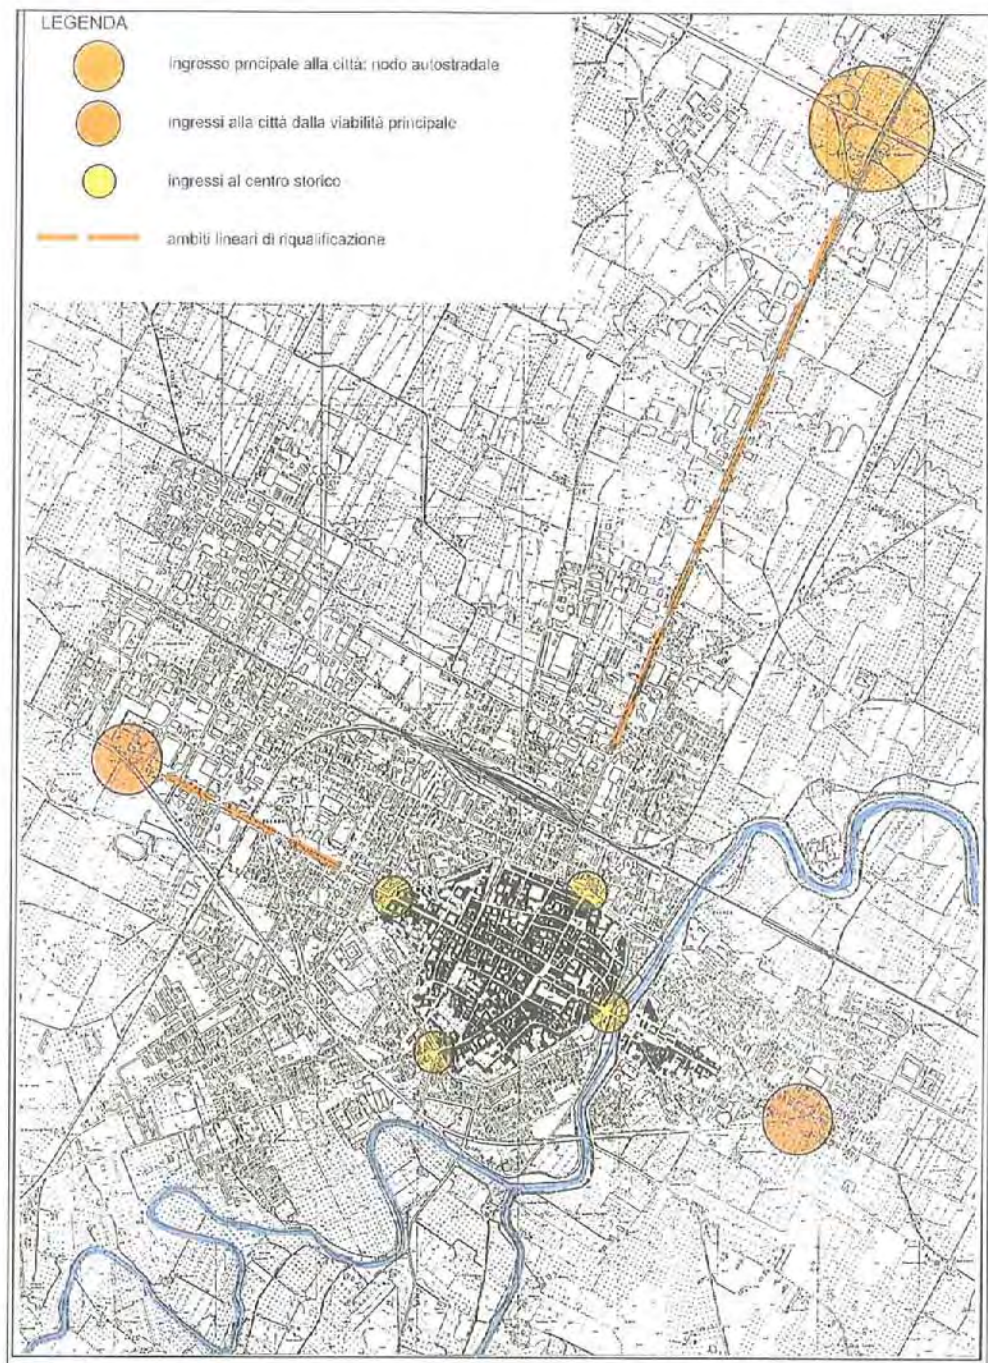 LEGENDA
ingresso principale alla città: nodo autostradale
ingressi alla città dalla viabilità principale
ingressi al centro storico
ambiti lineari di riqualificazione